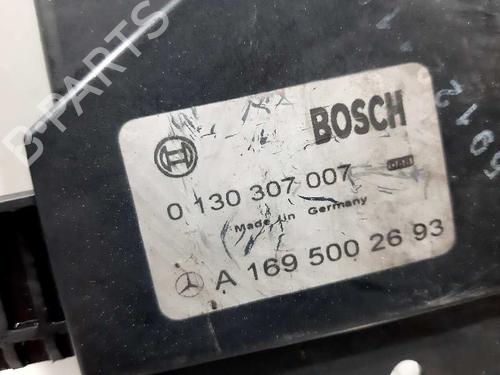 B-PARTS
BOSCH
0 130 307 007
Made in Germany
A 169 500 26 93